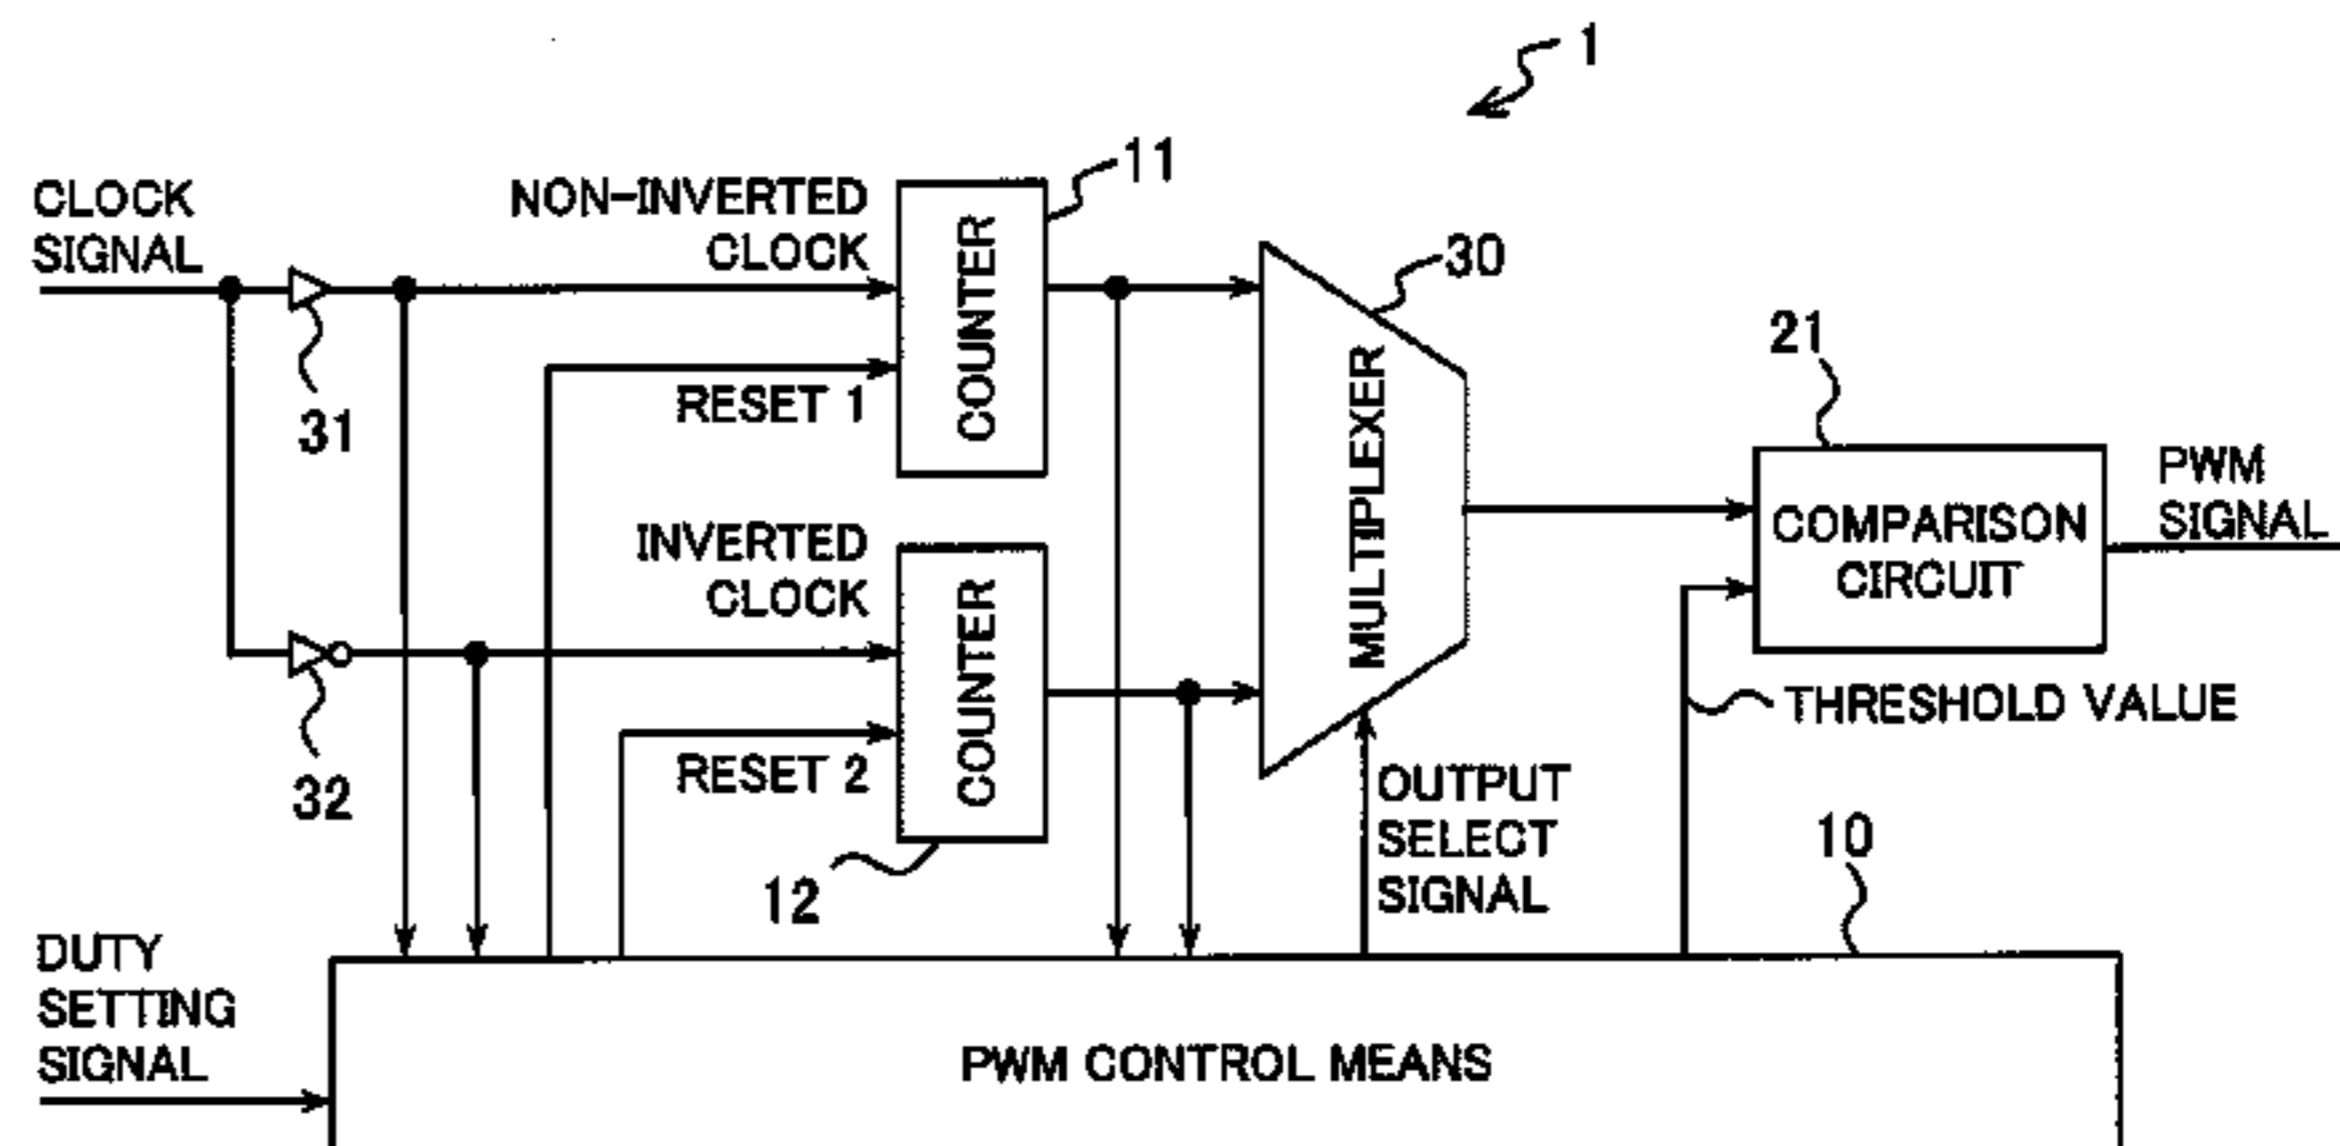 1
CLOCK
SIGNAL
NON-INVERTED
CLOCK
11
COUNTER
30
31
RESET 1
MULTIPLEXER
21
COMPARISON
CIRCUIT
PWM
SIGNAL
INVERTED
CLOCK
COUNTER
32
RESET 2
12
THRESHOLD VALUE
OUTPUT
SELECT
SIGNAL
10
DUTY
SETTING
SIGNAL
PWM CONTROL MEANS